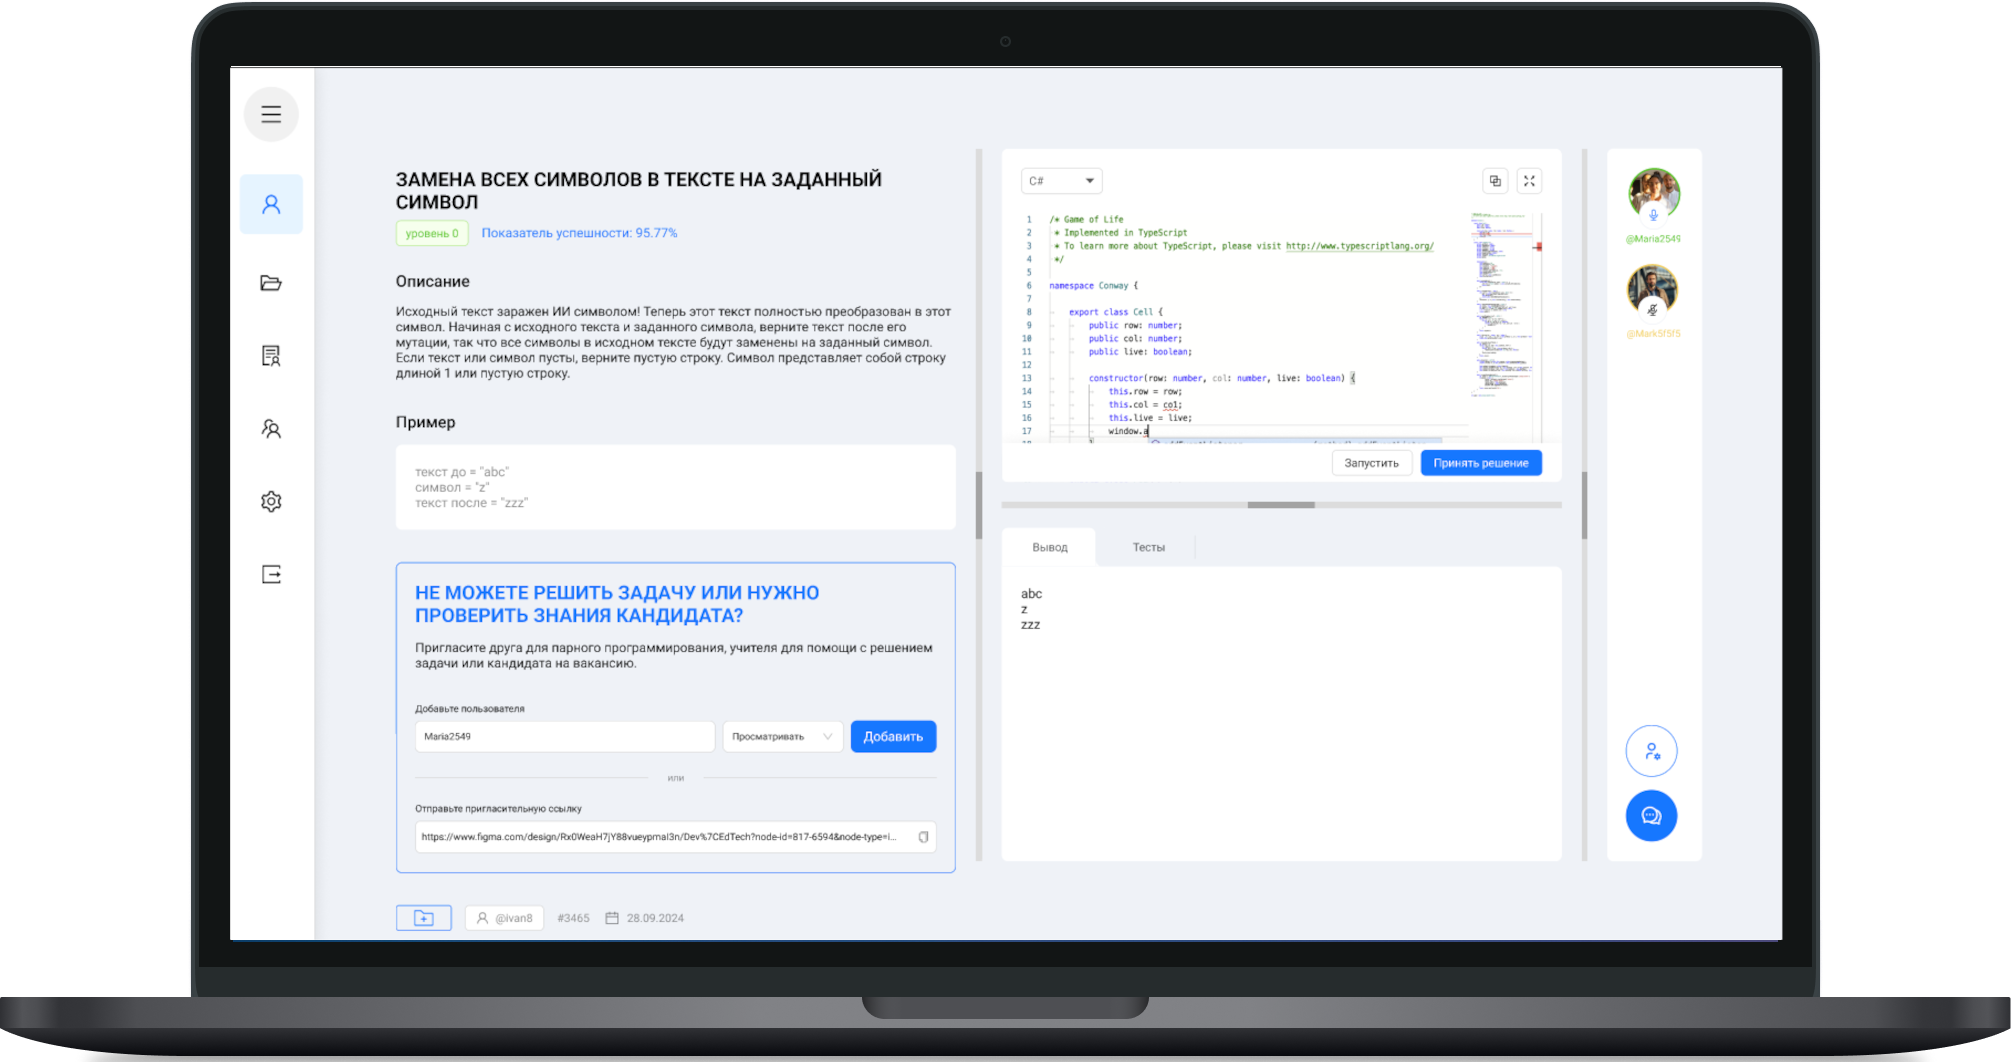 ЗАМЕНА ВСЕХ СИМВОЛОВ В ТЕКСТЕ НА ЗАДАННЫЙ
СИМВОЛ
уровень 0 Показатель успешности: 95.77%
Описание
Исходный текст заражен ИИ символом! Теперь этот текст полностью преобразован в этот
символ. Начиная с исходного текста и заданного символа, верните текст после его
мутации, так что все символы в исходном тексте будут заменены на заданный символ.
Если текст или символ пусты, верните пустую строку. Символ представляет собой строку
длиной 1 или пустую строку.
Пример
текст до = "abc"
символ = "z"
текст после = "zzz"
НЕ МОЖЕТЕ РЕШИТЬ ЗАДАЧУ ИЛИ НУЖНО
ПРОВЕРИТЬ ЗНАНИЯ КАНДИДАТА?
Пригласите друга для парного программирования, учителя для помощи с решением
задачи или кандидата на вакансию.
Добавьте пользователя
Maria2549 Просматривать Добавить
или
Отправьте пригласительную ссылку
https://www.figma.com/design/Rx0WeaH7jY88vueypmaI3n/Dev%7CEdTech?node-id=817-6594&node-type=i...
@ivan8 #3465 28.09.2024
C#
1 /* Game of Life
2 * Implemented in TypeScript
3 * To learn more about TypeScript, please visit http://www.typescriptlang.org/
4 */
5
6 namespace Conway {
7
8 export class Cell {
9 public row: number;
10 public col: number;
11 public live: boolean;
12
13 constructor(row: number, col: number, live: boolean) {
14 this.row = row;
15 this.col = co1;
16 this.live = live;
17 window.a
Запустить Принять решение
Вывод Тесты
abc
z
zzz
@Maria2549
@Mark5f5f5